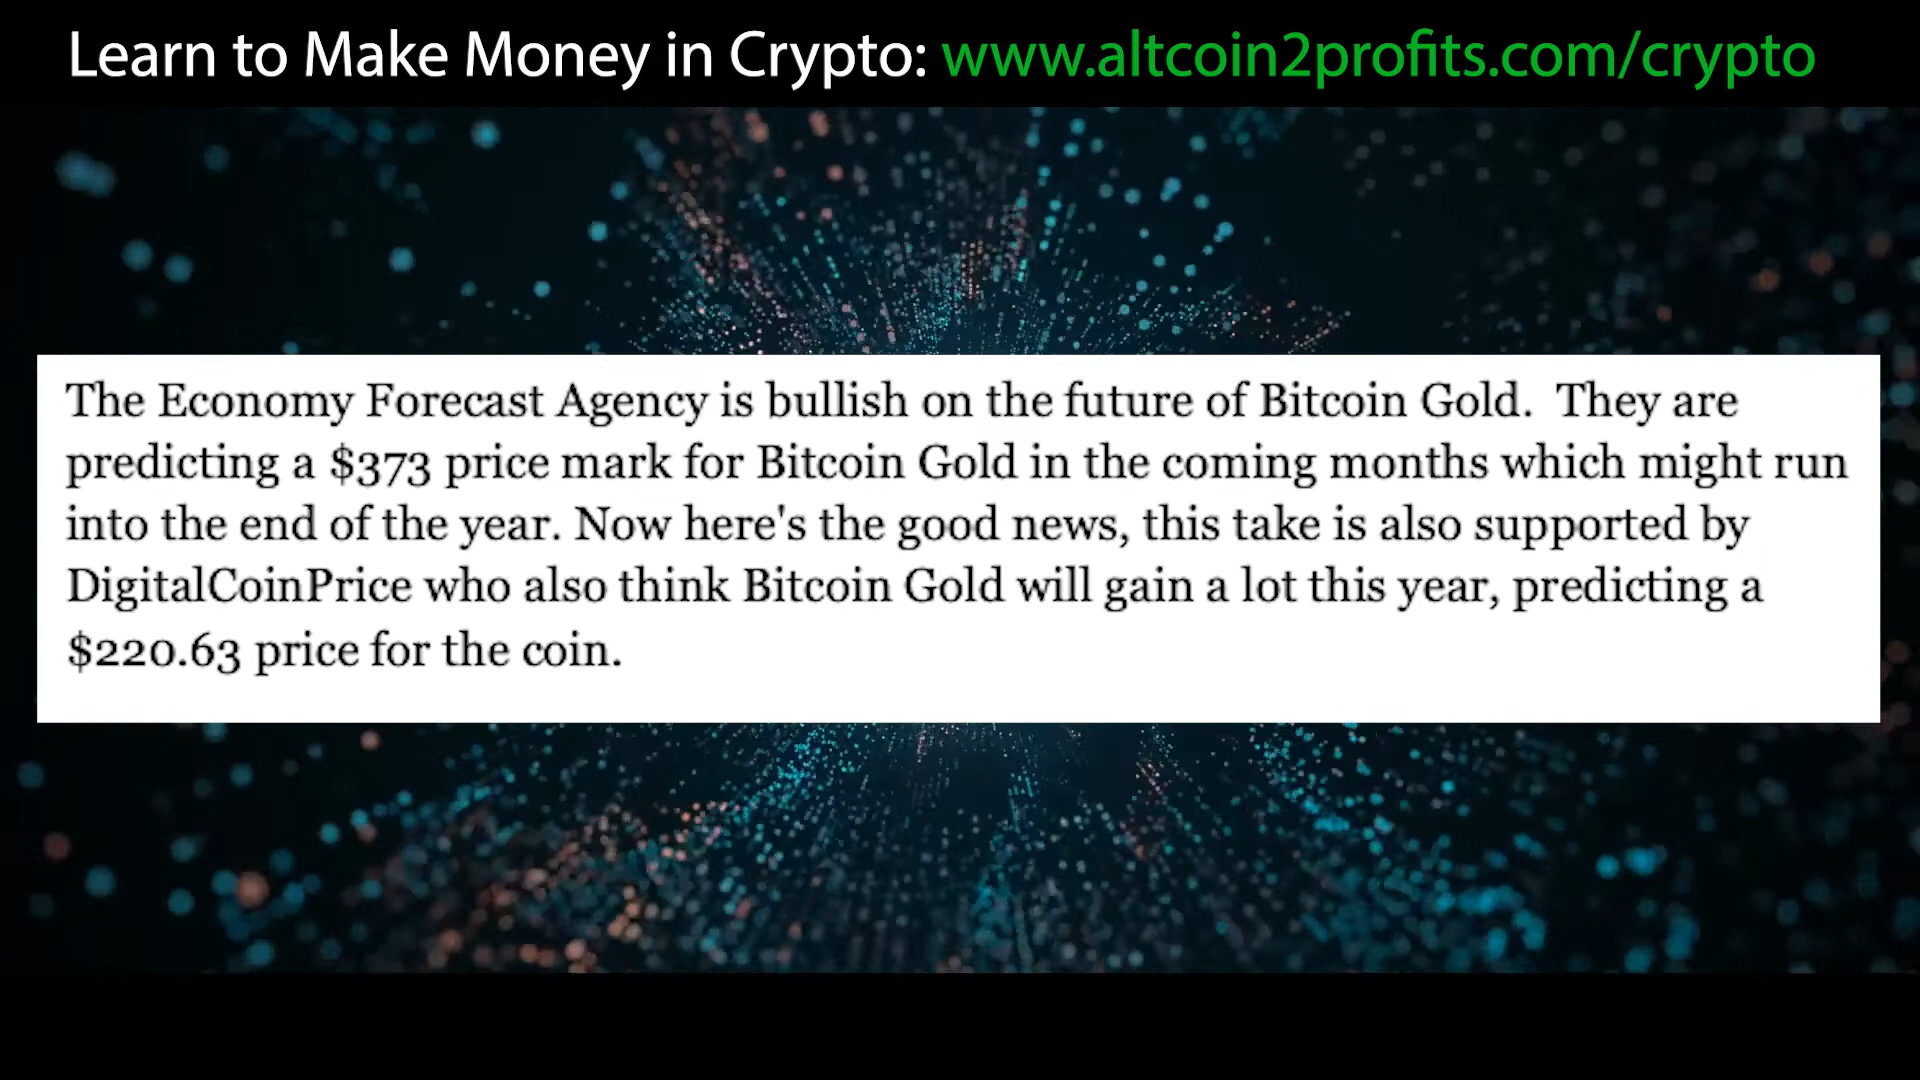 Learn to Make Money in Crypto: www.altcoin2profits.com/crypto
The Economy Forecast Agency is bullish on the future of Bitcoin Gold.  They are
predicting a $373 price mark for Bitcoin Gold in the coming months which might run
into the end of the year. Now here's the good news, this take is also supported by
DigitalCoinPrice who also think Bitcoin Gold will gain a lot this year, predicting a
$220.63 price for the coin.